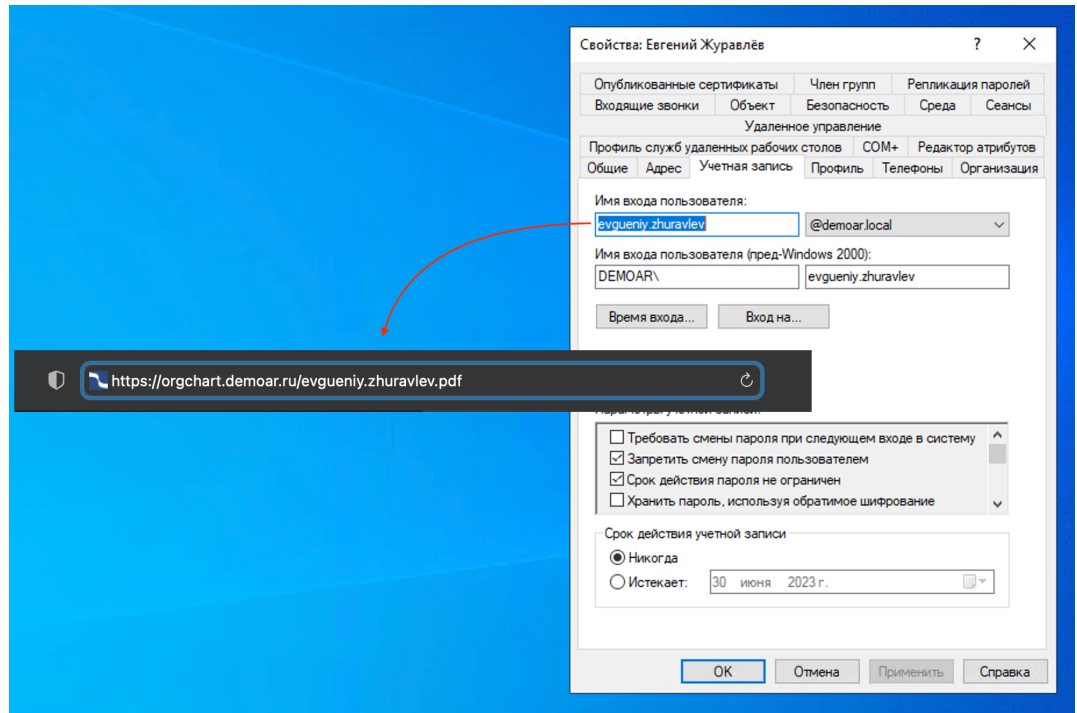 Свойства: Евгений Журавлёв
Опубликованные сертификаты Член групп Репликация паролей
Входящие звонки Объект Безопасность Среда Сеансы
Удаленное управление
Профиль служб удаленных рабочих столов COM+ Редактор атрибутов
Общие Адрес Учетная запись Профиль Телефоны Организация
Имя входа пользователя:
evgueniy.zhuravlev @demoar.local
Имя входа пользователя (пред-Windows 2000):
DEMOAR\ evgueniy.zhuravlev
Время входа... Вход на...
https://orgchart.demoar.ru/evgueniy.zhuravlev.pdf
Требовать смены пароля при следующем входе в систему
Запретить смену пароля пользователем
Срок действия пароля не ограничен
Хранить пароль, используя обратимое шифрование
Срок действия учетной записи
Никогда
Истекает: 30 июня 2023 г.
OK Отмена Применить Справка